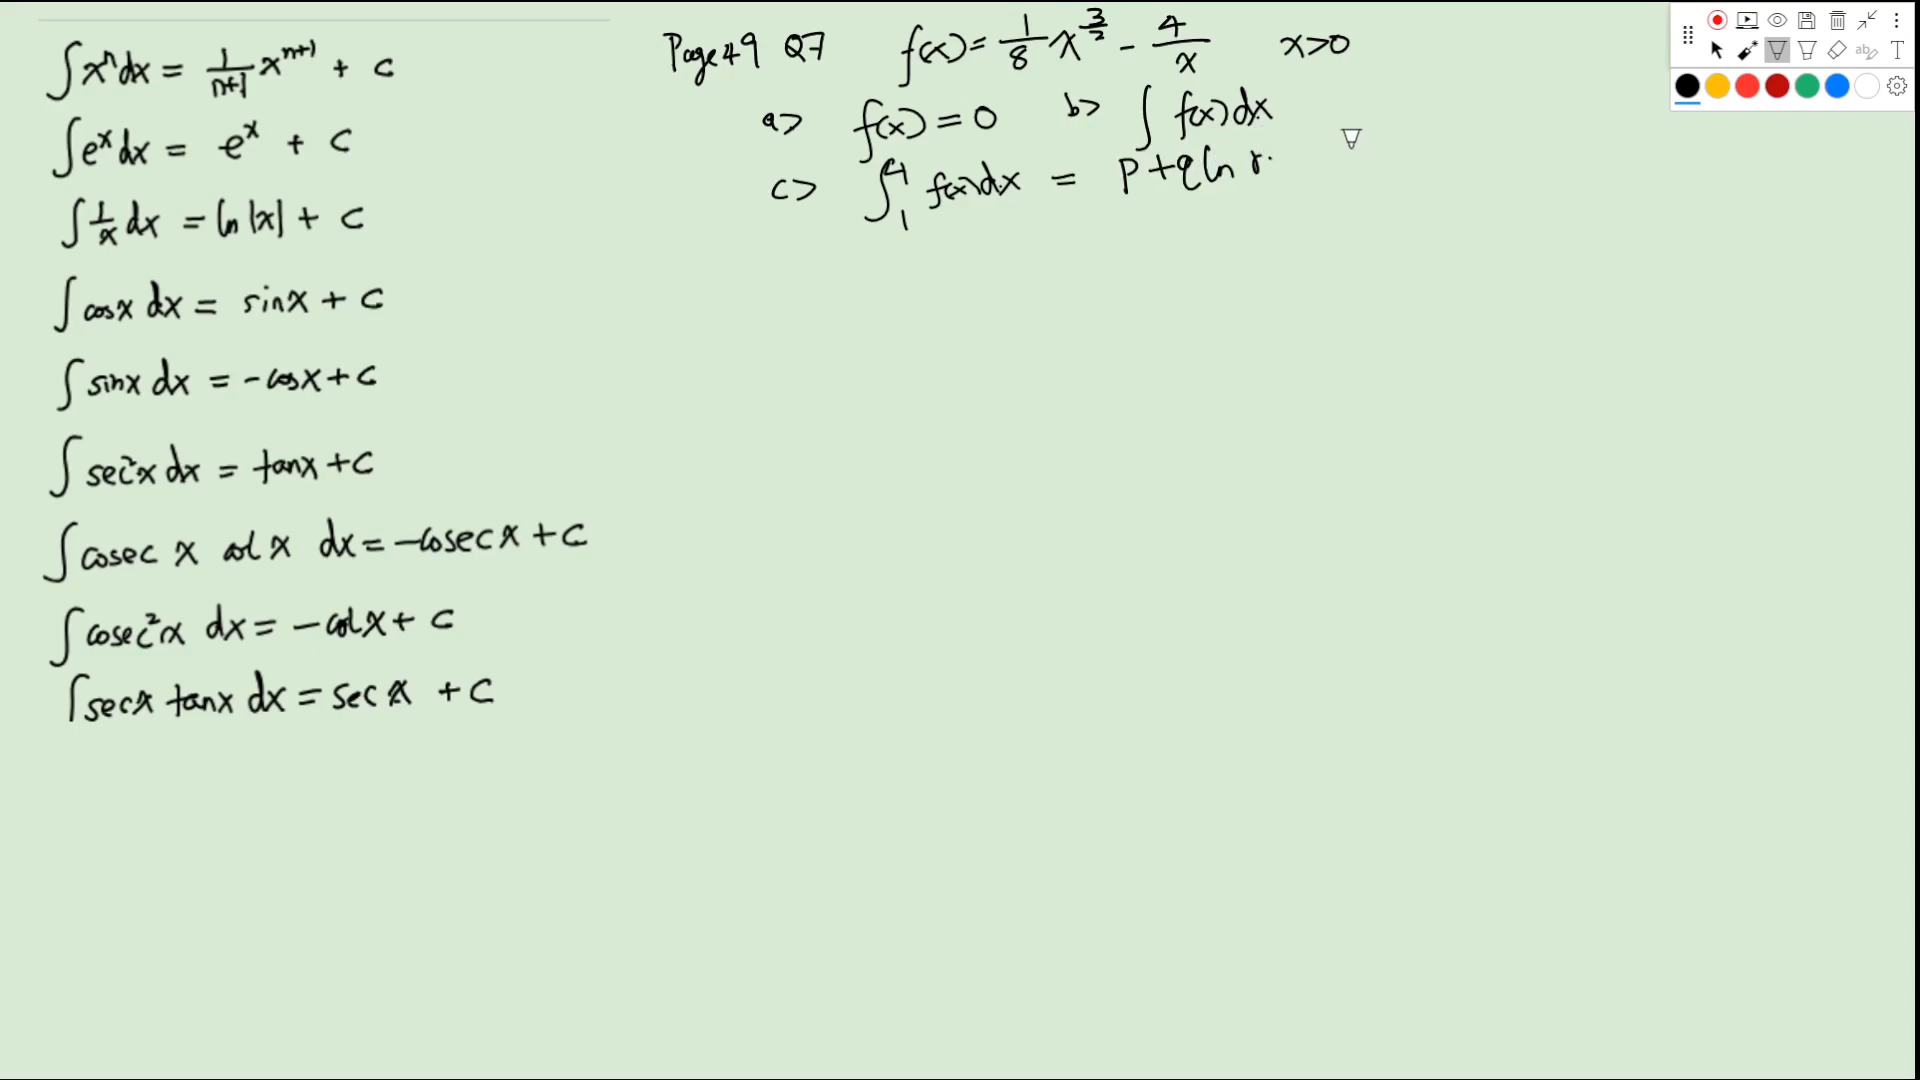 ∫xⁿdx = 1/(n+1) xⁿ⁺¹ + c
∫eˣdx = eˣ + c
∫1/x dx = ln|x| + c
∫cosx dx = sinx + c
∫sinx dx = -cosx + c
∫sec²x dx = tanx + c
∫cosec x cot x dx = -cosec x + c
∫cosec²x dx = -cotx + c
∫secx tanx dx = sec x + c
Page 49 Q7 f(x) = 1/8 x^(3/2) - 4/x x>0
a> f(x) = 0 b> ∫ f(x)dx
c> ∫₁⁴ f(x)dx = p + q ln r.
ab
T